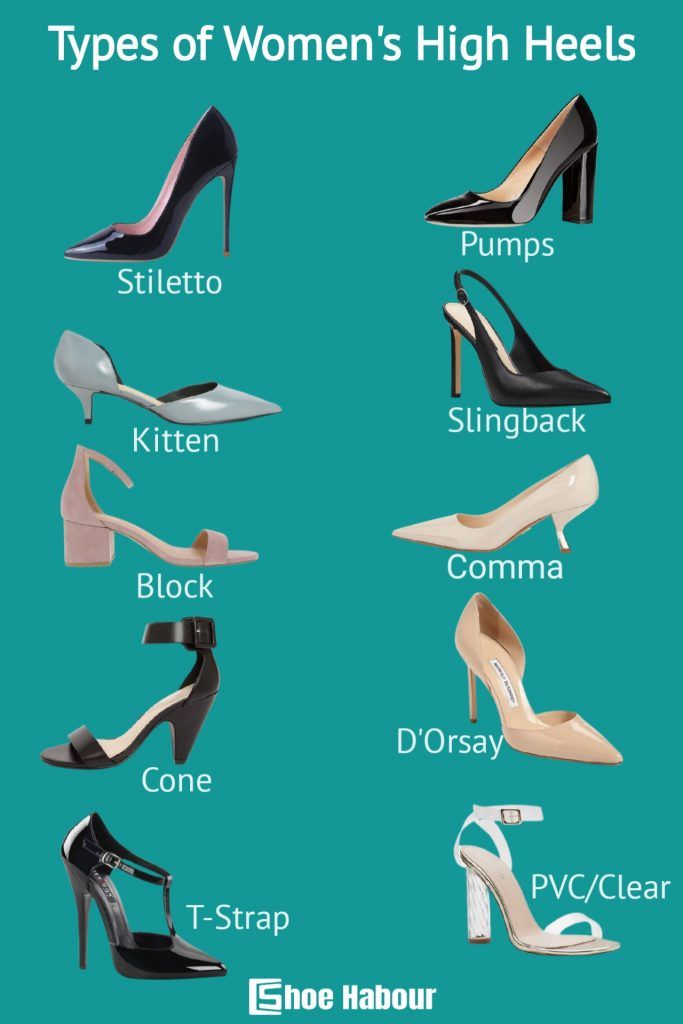 Types of Women's High Heels
Stiletto
Pumps
Kitten
Slingback
Block
Comma
Cone
D'Orsay
T-Strap
PVC/Clear
Shoe Habour